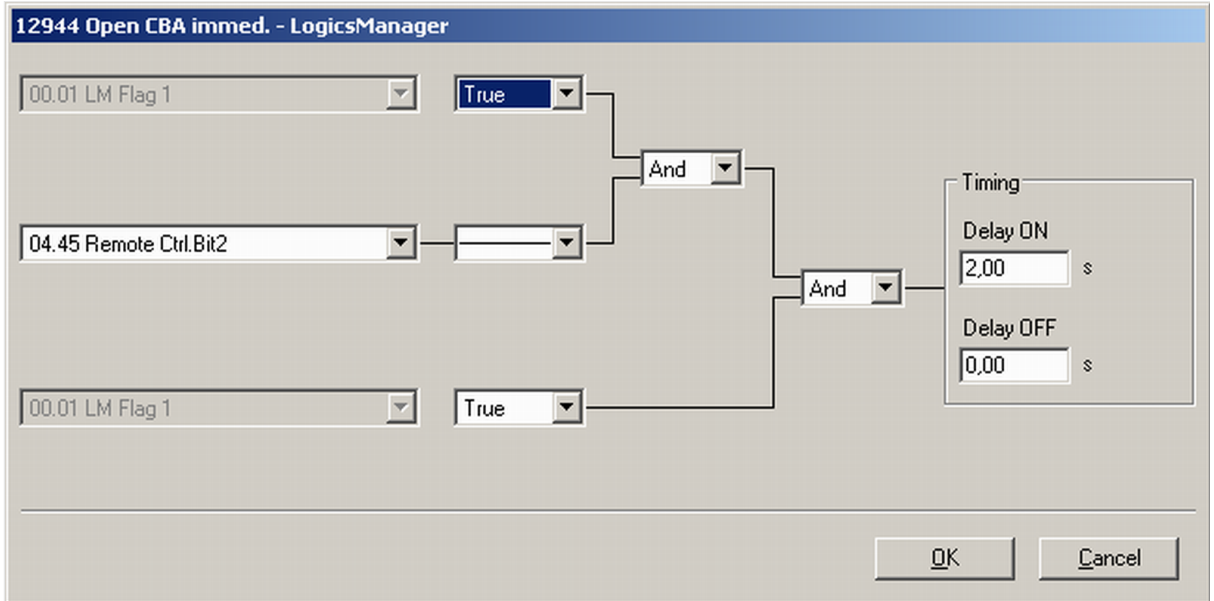 12944 Open CBA immed. - LogicsManager
00.01 LM Flag 1
True
And
04.45 Remote Ctrl.Bit2
And
00.01 LM Flag 1
True
Timing
Delay ON
2,00 s
Delay OFF
0,00 s
OK
Cancel